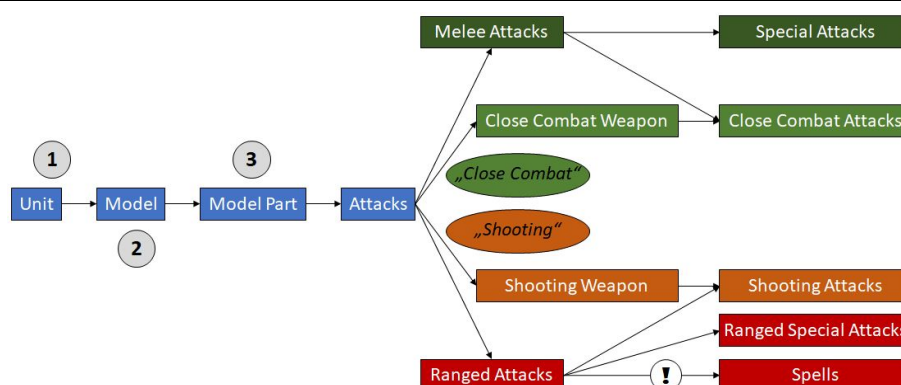 Melee Attacks
Special Attacks
Close Combat Weapon
Close Combat Attacks
1
3
„Close Combat“
Unit
Model
Model Part
Attacks
„Shooting“
2
Shooting Weapon
Shooting Attacks
Ranged Special Attacks
Ranged Attacks
!
Spells